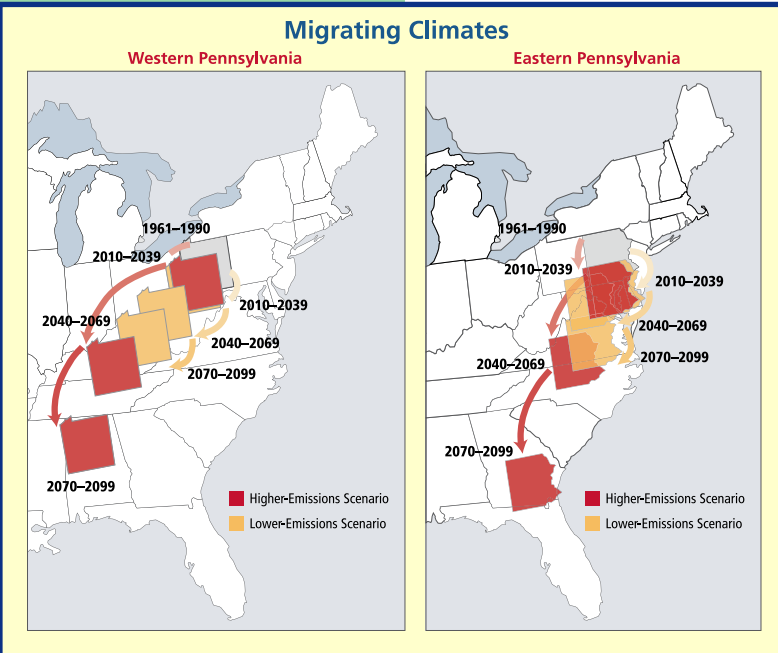 Migrating Climates
Western Pennsylvania
1961–1990
2010–2039
2010–2039
2040–2069
2040–2069
2070–2099
2070–2099
Higher-Emissions Scenario
Lower-Emissions Scenario
Eastern Pennsylvania
1961–1990
2010–2039
2010–2039
2040–2069
2070–2099
2040–2069
2070–2099
Higher-Emissions Scenario
Lower-Emissions Scenario